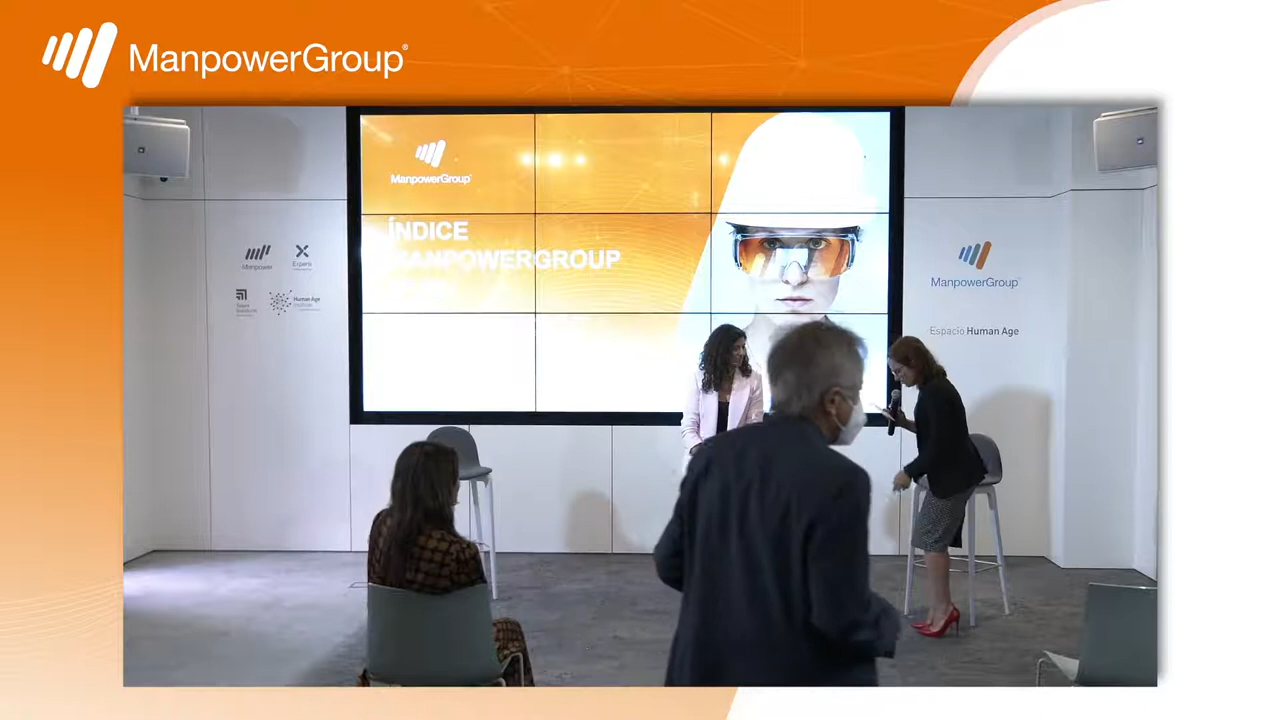 ManpowerGroup®
ManpowerGroup
ÍNDICE
MANPOWERGROUP
Manpower
Experis
Talent
Solutions
Human Age
Institute
ManpowerGroup
Espacio Human Age